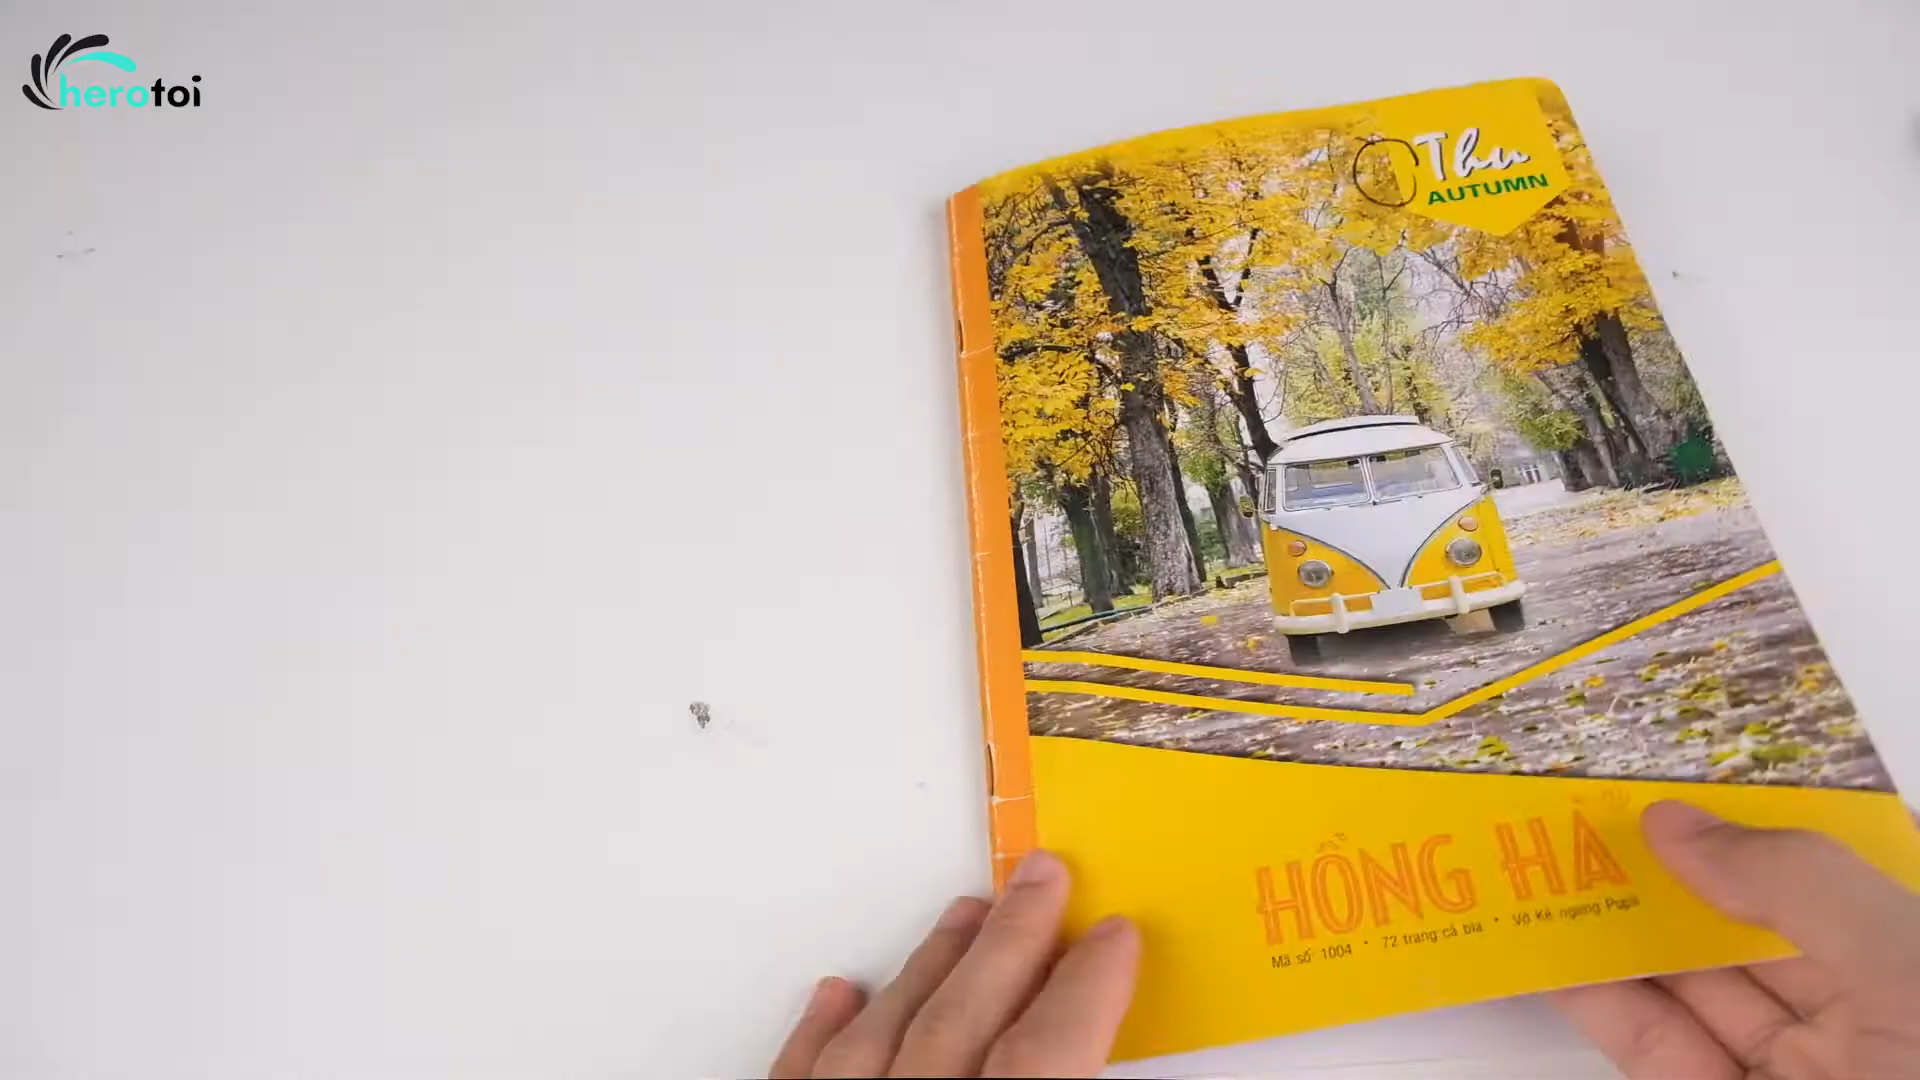 herotoi
Thu
AUTUMN
HỒNG HÀ
Mã số: 1004 • 72 trang cả bìa • Vở Kẻ ngang Pupil